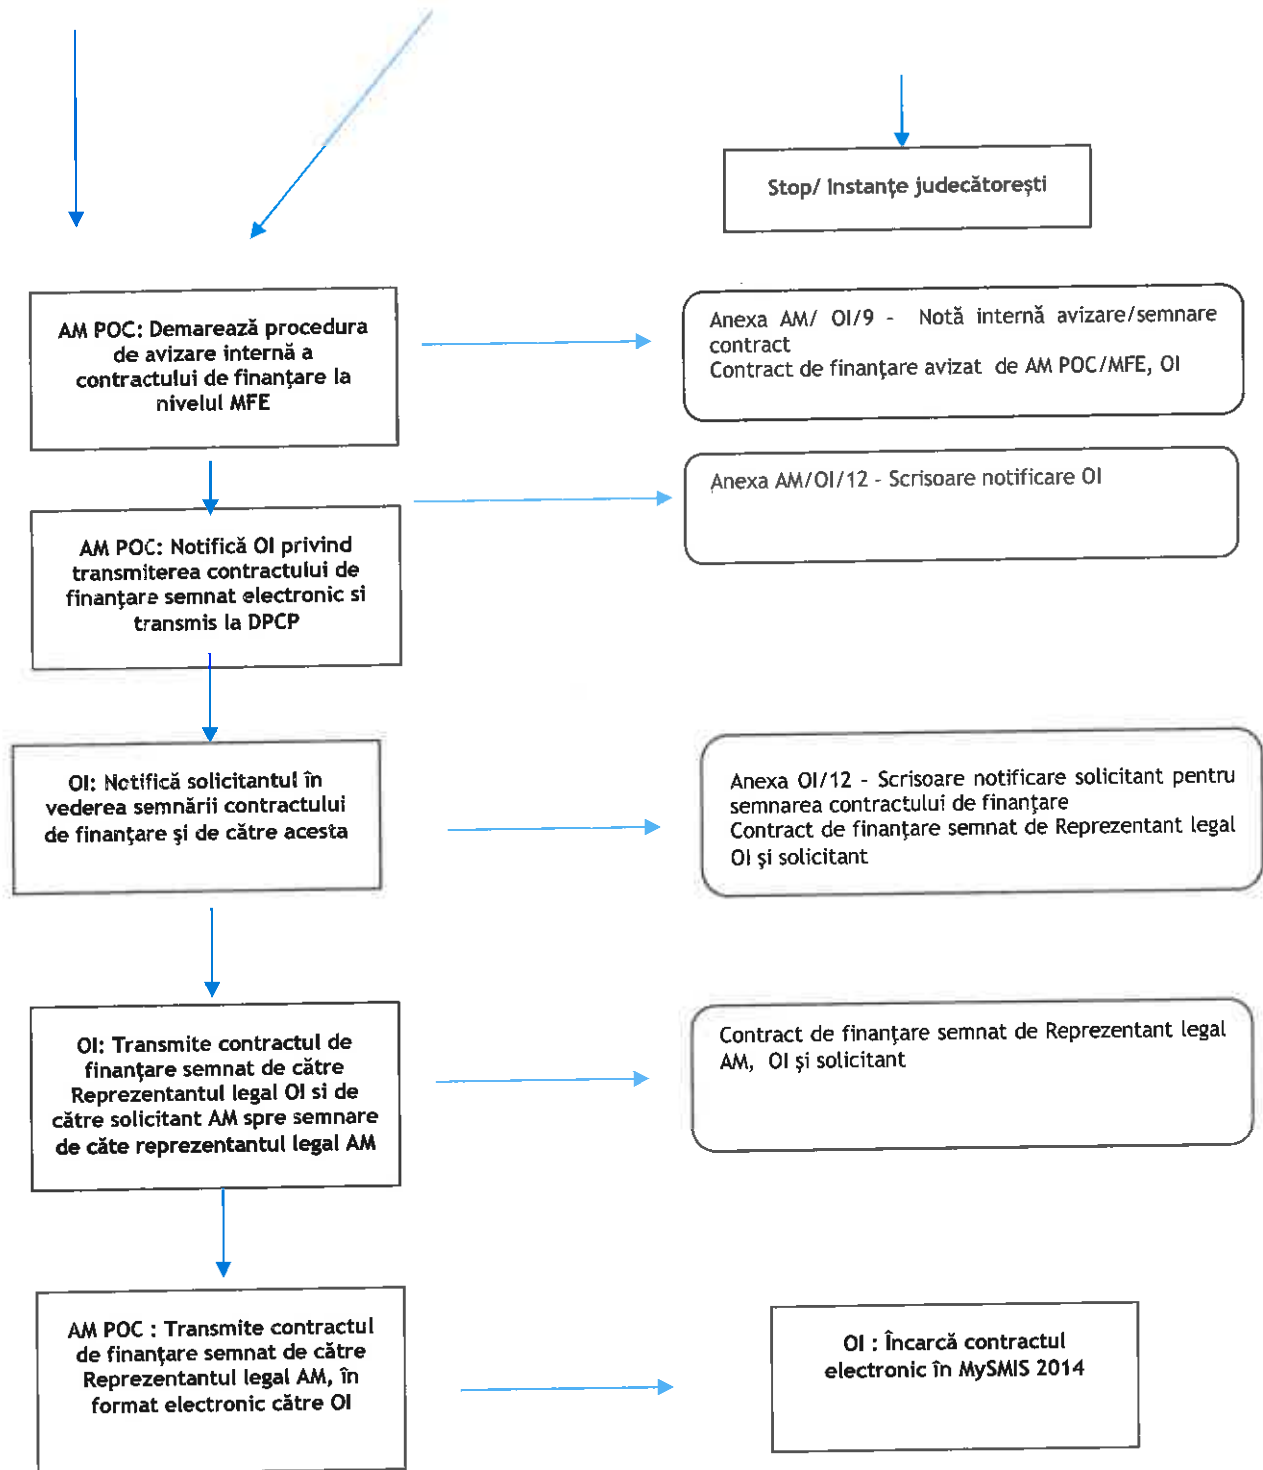 Stop/ Instanțe judecătorești
AM POC: Demarează procedura
de avizare internă a
contractului de finanțare la
nivelul MFE
Anexa AM/ OI/9 - Notă internă avizare/semnare
contract
Contract de finanțare avizat de AM POC/MFE, OI
Anexa AM/OI/12 - Scrisoare notificare OI
AM POC: Notifică OI privind
transmiterea contractului de
finanțare semnat electronic si
transmis la DPCP
OI: Notifică solicitantul în
vederea semnării contractului
de finanțare și de către acesta
Anexa OI/12 - Scrisoare notificare solicitant pentru
semnarea contractului de finanțare
Contract de finanțare semnat de Reprezentant legal
OI și solicitant
OI: Transmite contractul de
finanțare semnat de către
Reprezentantul legal OI si de
către solicitant AM spre semnare
de căte reprezentantul legal AM
Contract de finanțare semnat de Reprezentant legal
AM, OI și solicitant
AM POC : Transmite contractul
de finanțare semnat de către
Reprezentantul legal AM, în
format electronic către OI
OI : Încarcă contractul
electronic în MySMIS 2014